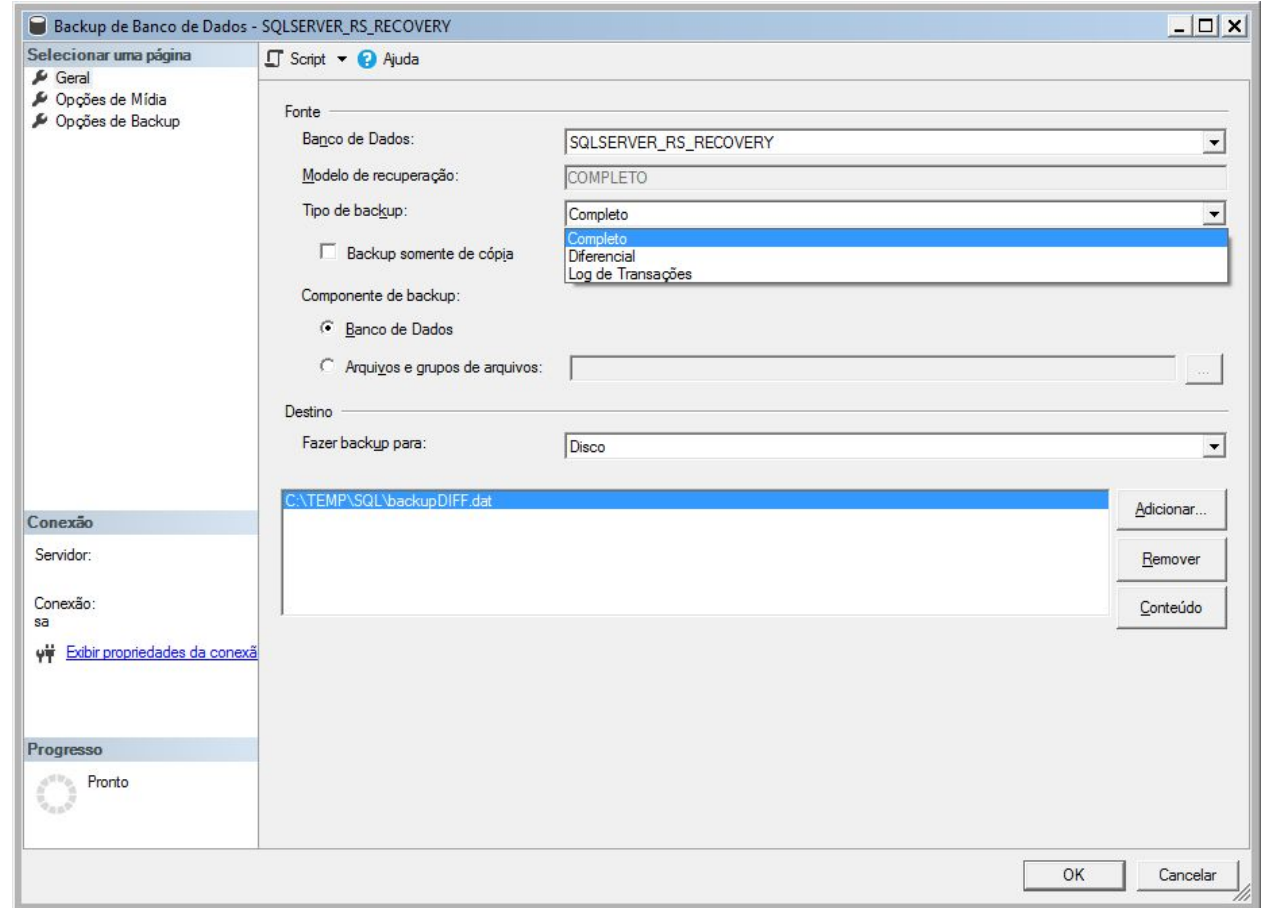 Backup de Banco de Dados - SQLSERVER_RS_RECOVERY
Selecionar uma página
Geral
Opções de Mídia
Opções de Backup
Script
Ajuda
Fonte
Banco de Dados:
SQLSERVER_RS_RECOVERY
Modelo de recuperação:
COMPLETO
Tipo de backup:
Completo
Completo
Diferencial
Log de Transações
Backup somente de cópia
Componente de backup:
Banco de Dados
Arquivos e grupos de arquivos:
...
Destino
Fazer backup para:
Disco
C:\TEMP\SQL\backupDIFF.dat
Adicionar...
Remover
Conteúdo
Conexão
Servidor:
Conexão:
sa
Exibir propriedades da conexã
Progresso
Pronto
OK
Cancelar